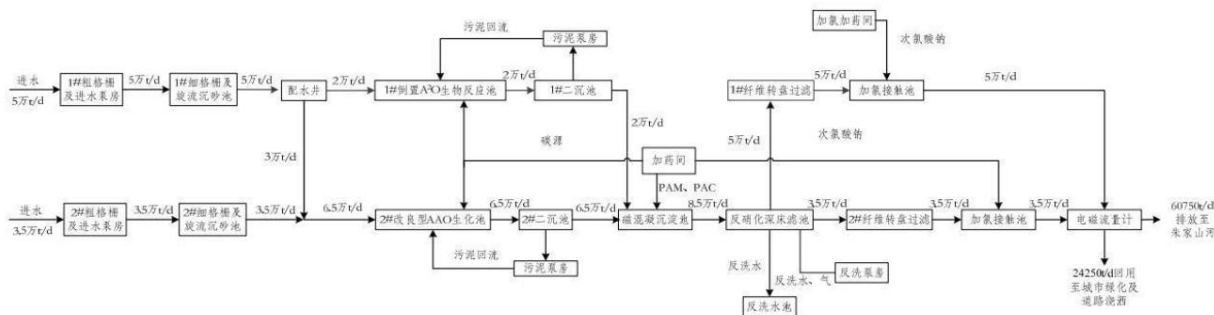 加氯加药间
次氯酸钠
污泥回流
污泥泵房
进水
5万t/d
1#粗格栅
及进水泵房
5万t/d
1#细格栅及
旋流沉砂池
5万t/d
配水井
2万t/d
1#倒置A²O生物反应池
2万t/d
1#二沉池
1#纤维转盘过滤
5万t/d
加氯接触池
5万t/d
3万t/d
碳源
2万t/d
加药间
5万t/d
次氯酸钠
PAM、PAC
进水
3.5万t/d
2#粗格栅
及进水泵房
3.5万t/d
2#细格栅及
旋流沉砂池
3.5万t/d
6.5万t/d
2#改良型AAO生化池
6.5万t/d
2#二沉池
6.5万t/d
磁混凝沉淀池
8.5万t/d
反硝化深床滤池
3.5万t/d
2#纤维转盘过滤
3.5万t/d
加氯接触池
3.5万t/d
电磁流量计
60750t/d
排放至
朱家山河
污泥回流
污泥泵房
反洗水
反洗水、气
反洗泵房
反洗水池
24250t/d回用
至城市绿化及
道路浇洒